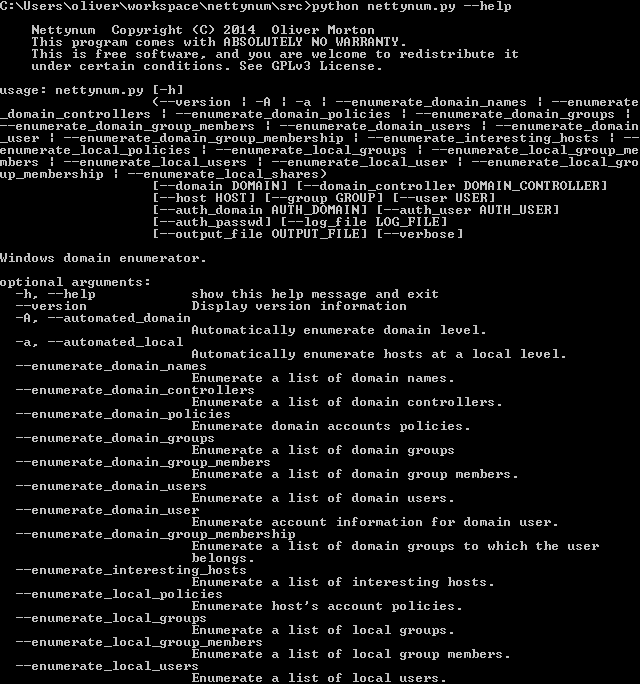 C:\Users\oliver\workspace\nettynum\src>python nettynum.py --help
Nettynum  Copyright (C) 2014  Oliver Morton
This program comes with ABSOLUTELY NO WARRANTY.
This is free software, and you are welcome to redistribute it
under certain conditions. See GPLv3 License.
usage: nettynum.py [-h]
(--version | -A | -a | --enumerate_domain_names | --enumerate
_domain_controllers | --enumerate_domain_policies | --enumerate_domain_groups |
--enumerate_domain_group_members | --enumerate_domain_users | --enumerate_domain
_user | --enumerate_domain_group_membership | --enumerate_interesting_hosts | --
enumerate_local_policies | --enumerate_local_groups | --enumerate_local_group_me
mbers | --enumerate_local_users | --enumerate_local_user | --enumerate_local_gro
up_membership | --enumerate_local_shares)
[--domain DOMAIN] [--domain_controller DOMAIN_CONTROLLER]
[--host HOST] [--group GROUP] [--user USER]
[--auth_domain AUTH_DOMAIN] [--auth_user AUTH_USER]
[--auth_passwd] [--log_file LOG_FILE]
[--output_file OUTPUT_FILE] [--verbose]
Windows domain enumerator.
optional arguments:
-h, --help            show this help message and exit
--version             Display version information
-A, --automated_domain
Automatically enumerate domain level.
-a, --automated_local
Automatically enumerate hosts at a local level.
--enumerate_domain_names
Enumerate a list of domain names.
--enumerate_domain_controllers
Enumerate a list of domain controllers.
--enumerate_domain_policies
Enumerate domain accounts policies.
--enumerate_domain_groups
Enumerate a list of domain groups
--enumerate_domain_group_members
Enumerate a list of domain group members.
--enumerate_domain_users
Enumerate a list of domain users.
--enumerate_domain_user
Enumerate account information for domain user.
--enumerate_domain_group_membership
Enumerate a list of domain groups to which the user
belongs.
--enumerate_interesting_hosts
Enumerate a list of interesting hosts.
--enumerate_local_policies
Enumerate host's account policies.
--enumerate_local_groups
Enumerate a list of local groups.
--enumerate_local_group_members
Enumerate a list of local group members.
--enumerate_local_users
Enumerate a list of local users.